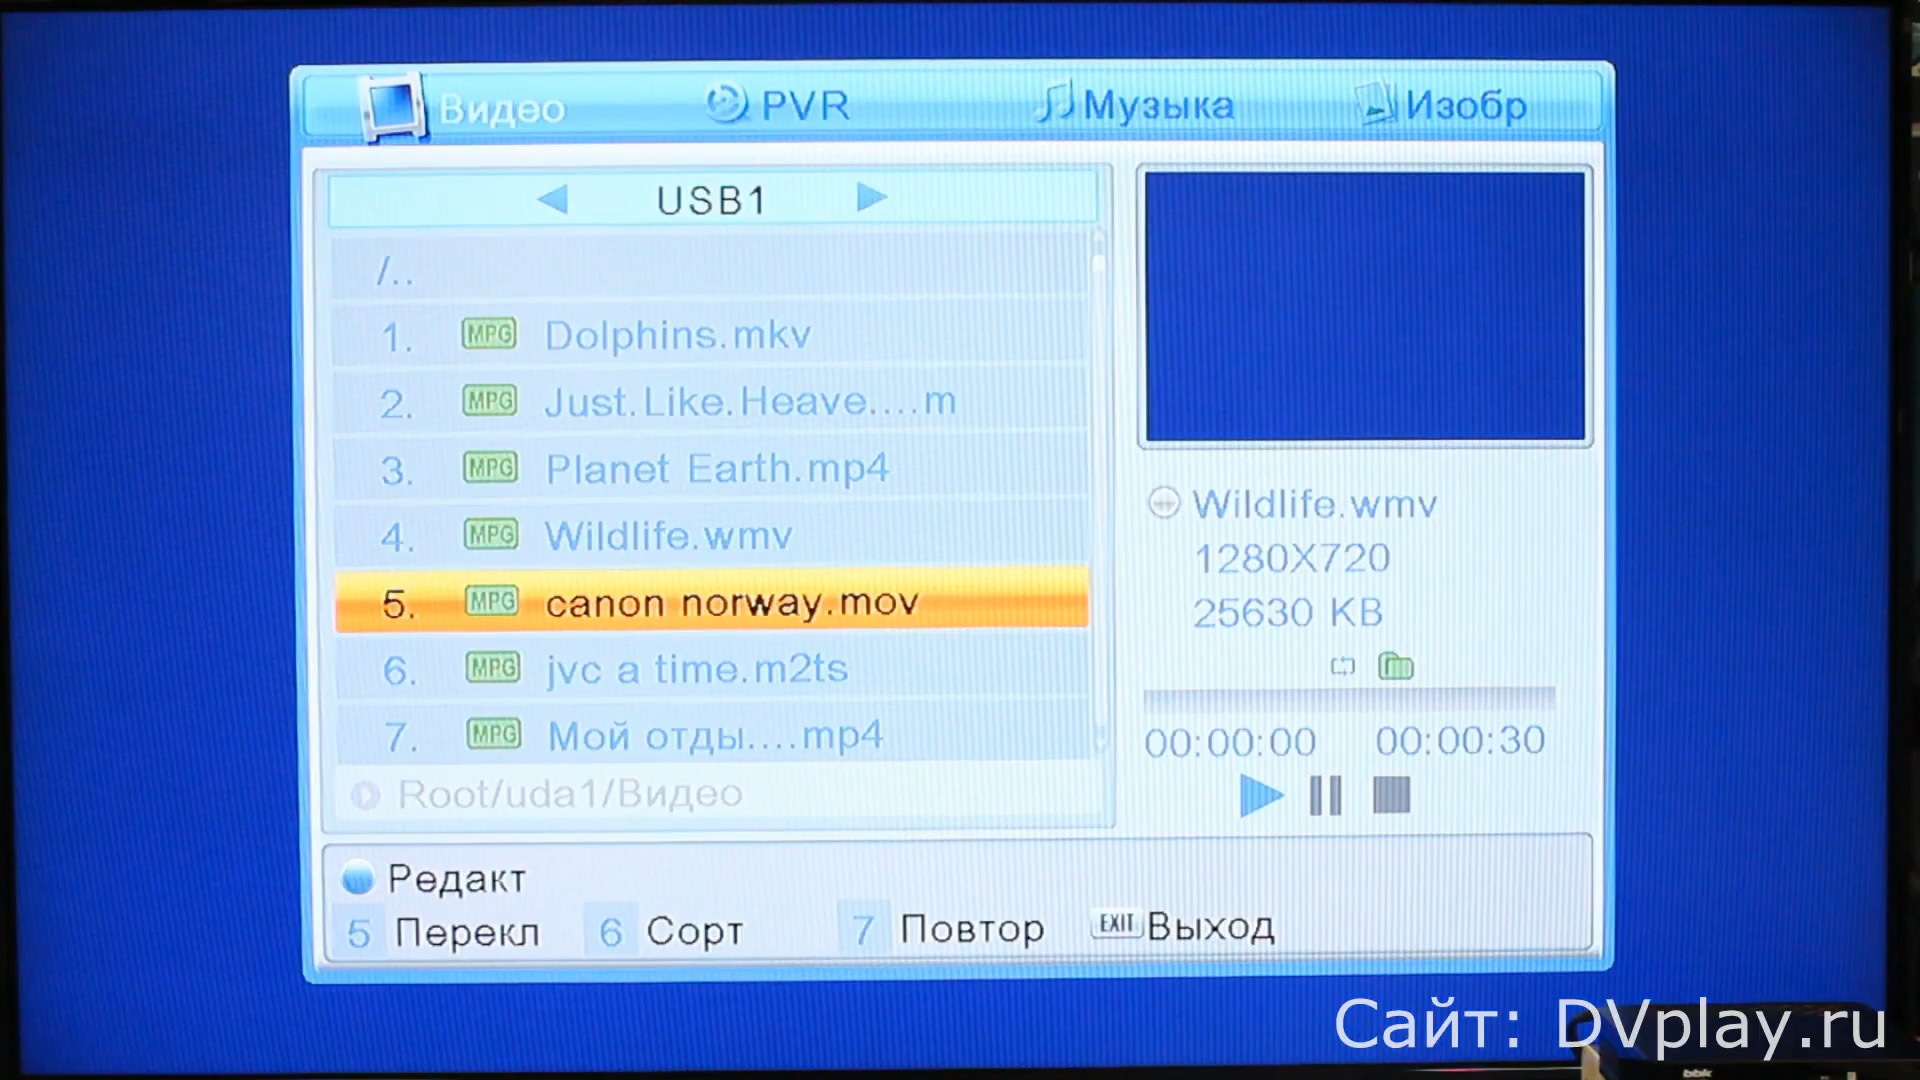 Видео PVR Музыка Изобр
USB1
/..
1. MPG Dolphins.mkv
2. MPG Just.Like.Heave....m
3. MPG Planet Earth.mp4
4. MPG Wildlife.wmv
5. MPG canon norway.mov
6. MPG jvc a time.m2ts
7. MPG Мой отды....mp4
Root/uda1/Видео
Wildlife.wmv
1280X720
25630 KB
00:00:00 00:00:30
Редакт
5 Перекл 6 Сорт 7 Повтор EXIT Выход
Сайт: DVplay.ru
bbk